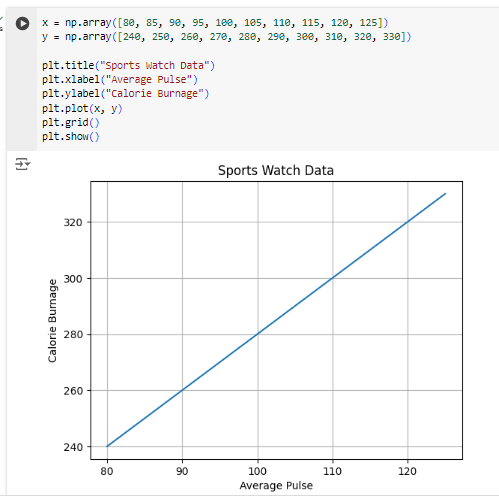 x = np.array([80, 85, 90, 95, 100, 105, 110, 115, 120, 125])
y = np.array([240, 250, 260, 270, 280, 290, 300, 310, 320, 330])
plt.title("Sports Watch Data")
plt.xlabel("Average Pulse")
plt.ylabel("Calorie Burnage")
plt.plot(x, y)
plt.grid()
plt.show()
Sports Watch Data
320
300
280
260
240
Calorie Burnage
80 90 100 110 120
Average Pulse